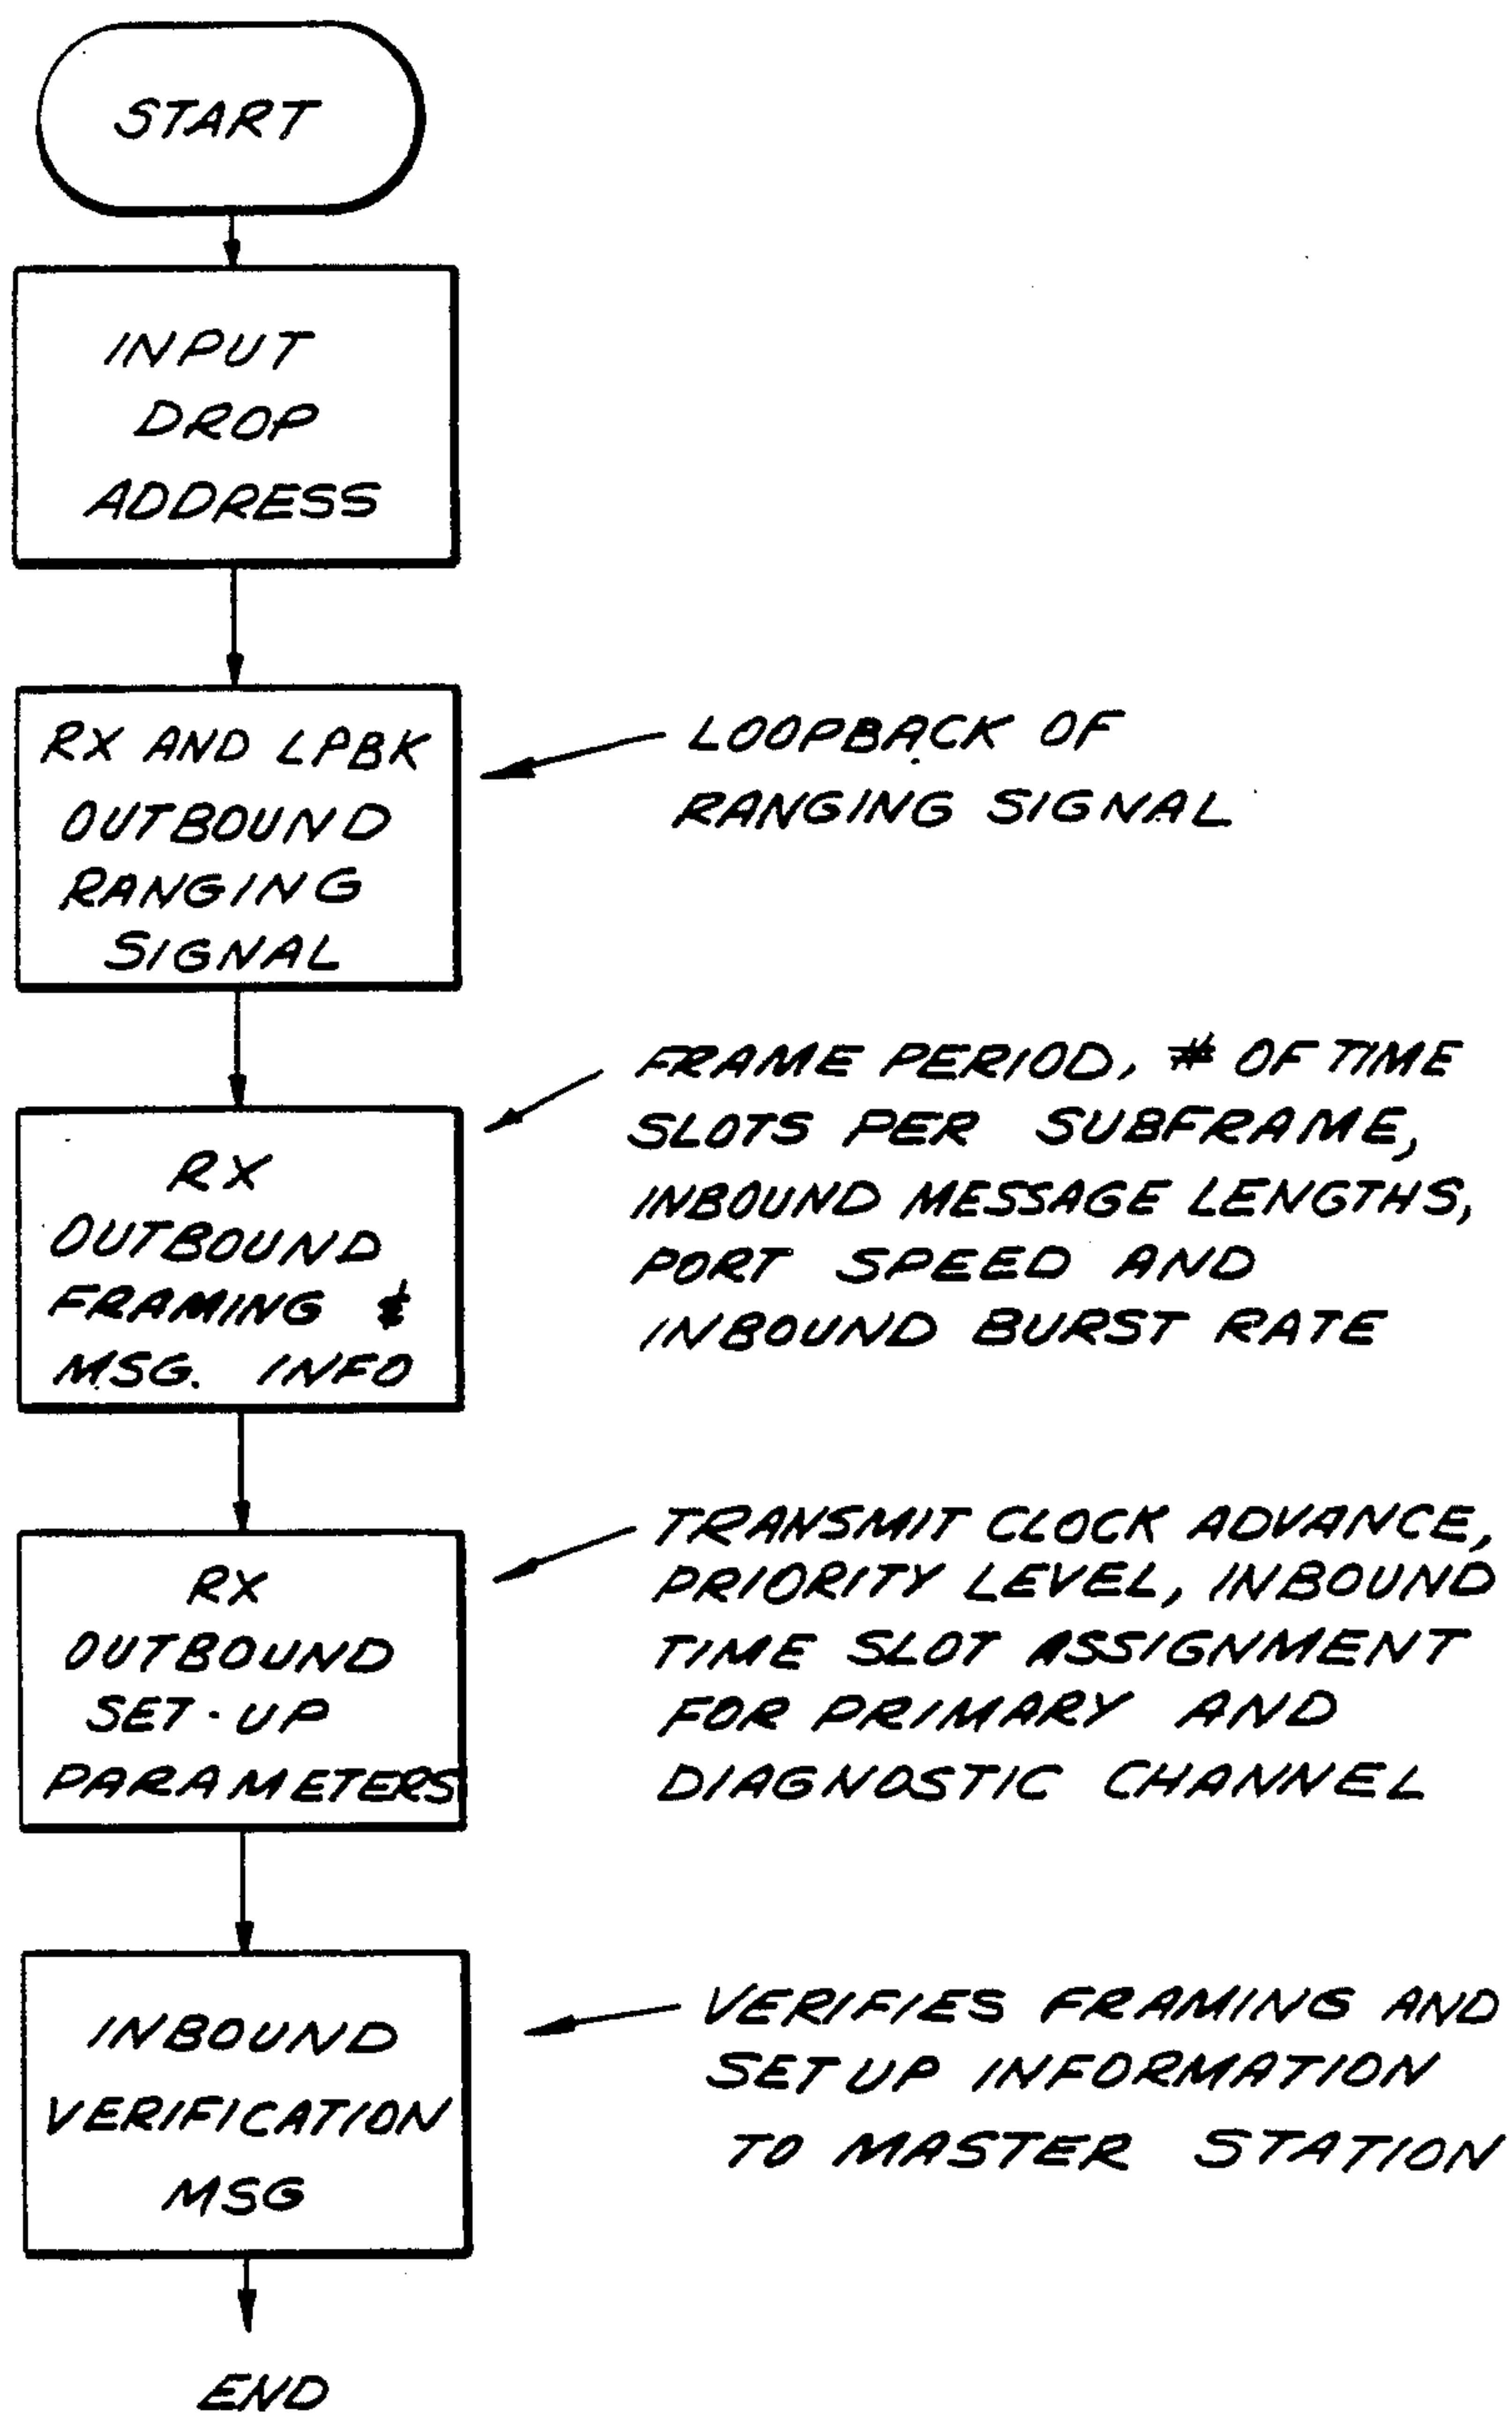 START
INPUT
DROP
ADDRESS
RX AND LPBK
OUTBOUND
RANGING
SIGNAL
LOOPBACK OF
RANGING SIGNAL
RX
OUTBOUND
FRAMING &
MSG. INFO
FRAME PERIOD, # OF TIME
SLOTS PER SUBFRAME,
INBOUND MESSAGE LENGTHS,
PORT SPEED AND
INBOUND BURST RATE
RX
OUTBOUND
SET-UP
PARAMETERS
TRANSMIT CLOCK ADVANCE,
PRIORITY LEVEL, INBOUND
TIME SLOT ASSIGNMENT
FOR PRIMARY AND
DIAGNOSTIC CHANNEL
INBOUND
VERIFICATION
MSG
VERIFIES FRAMING AND
SETUP INFORMATION
TO MASTER STATION
END